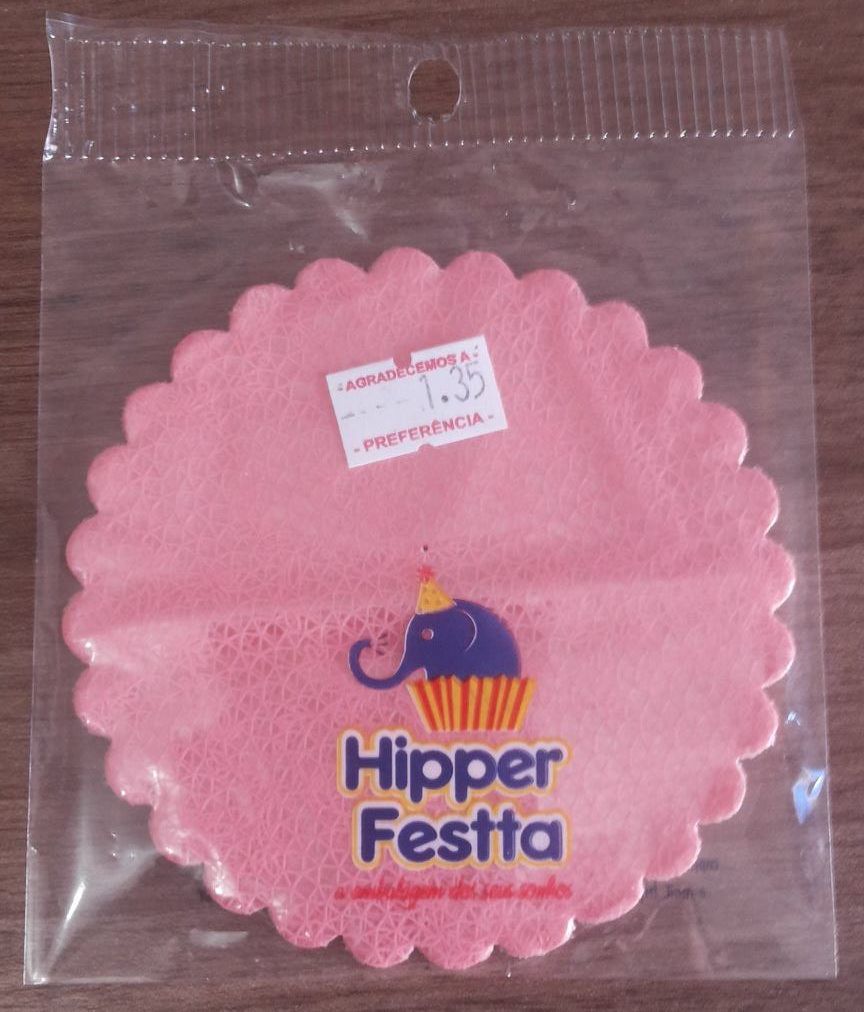 AGRADECEMOS A
1.35
PREFERÊNCIA
Hipper
Festta
a embalagem dos seus sonhos